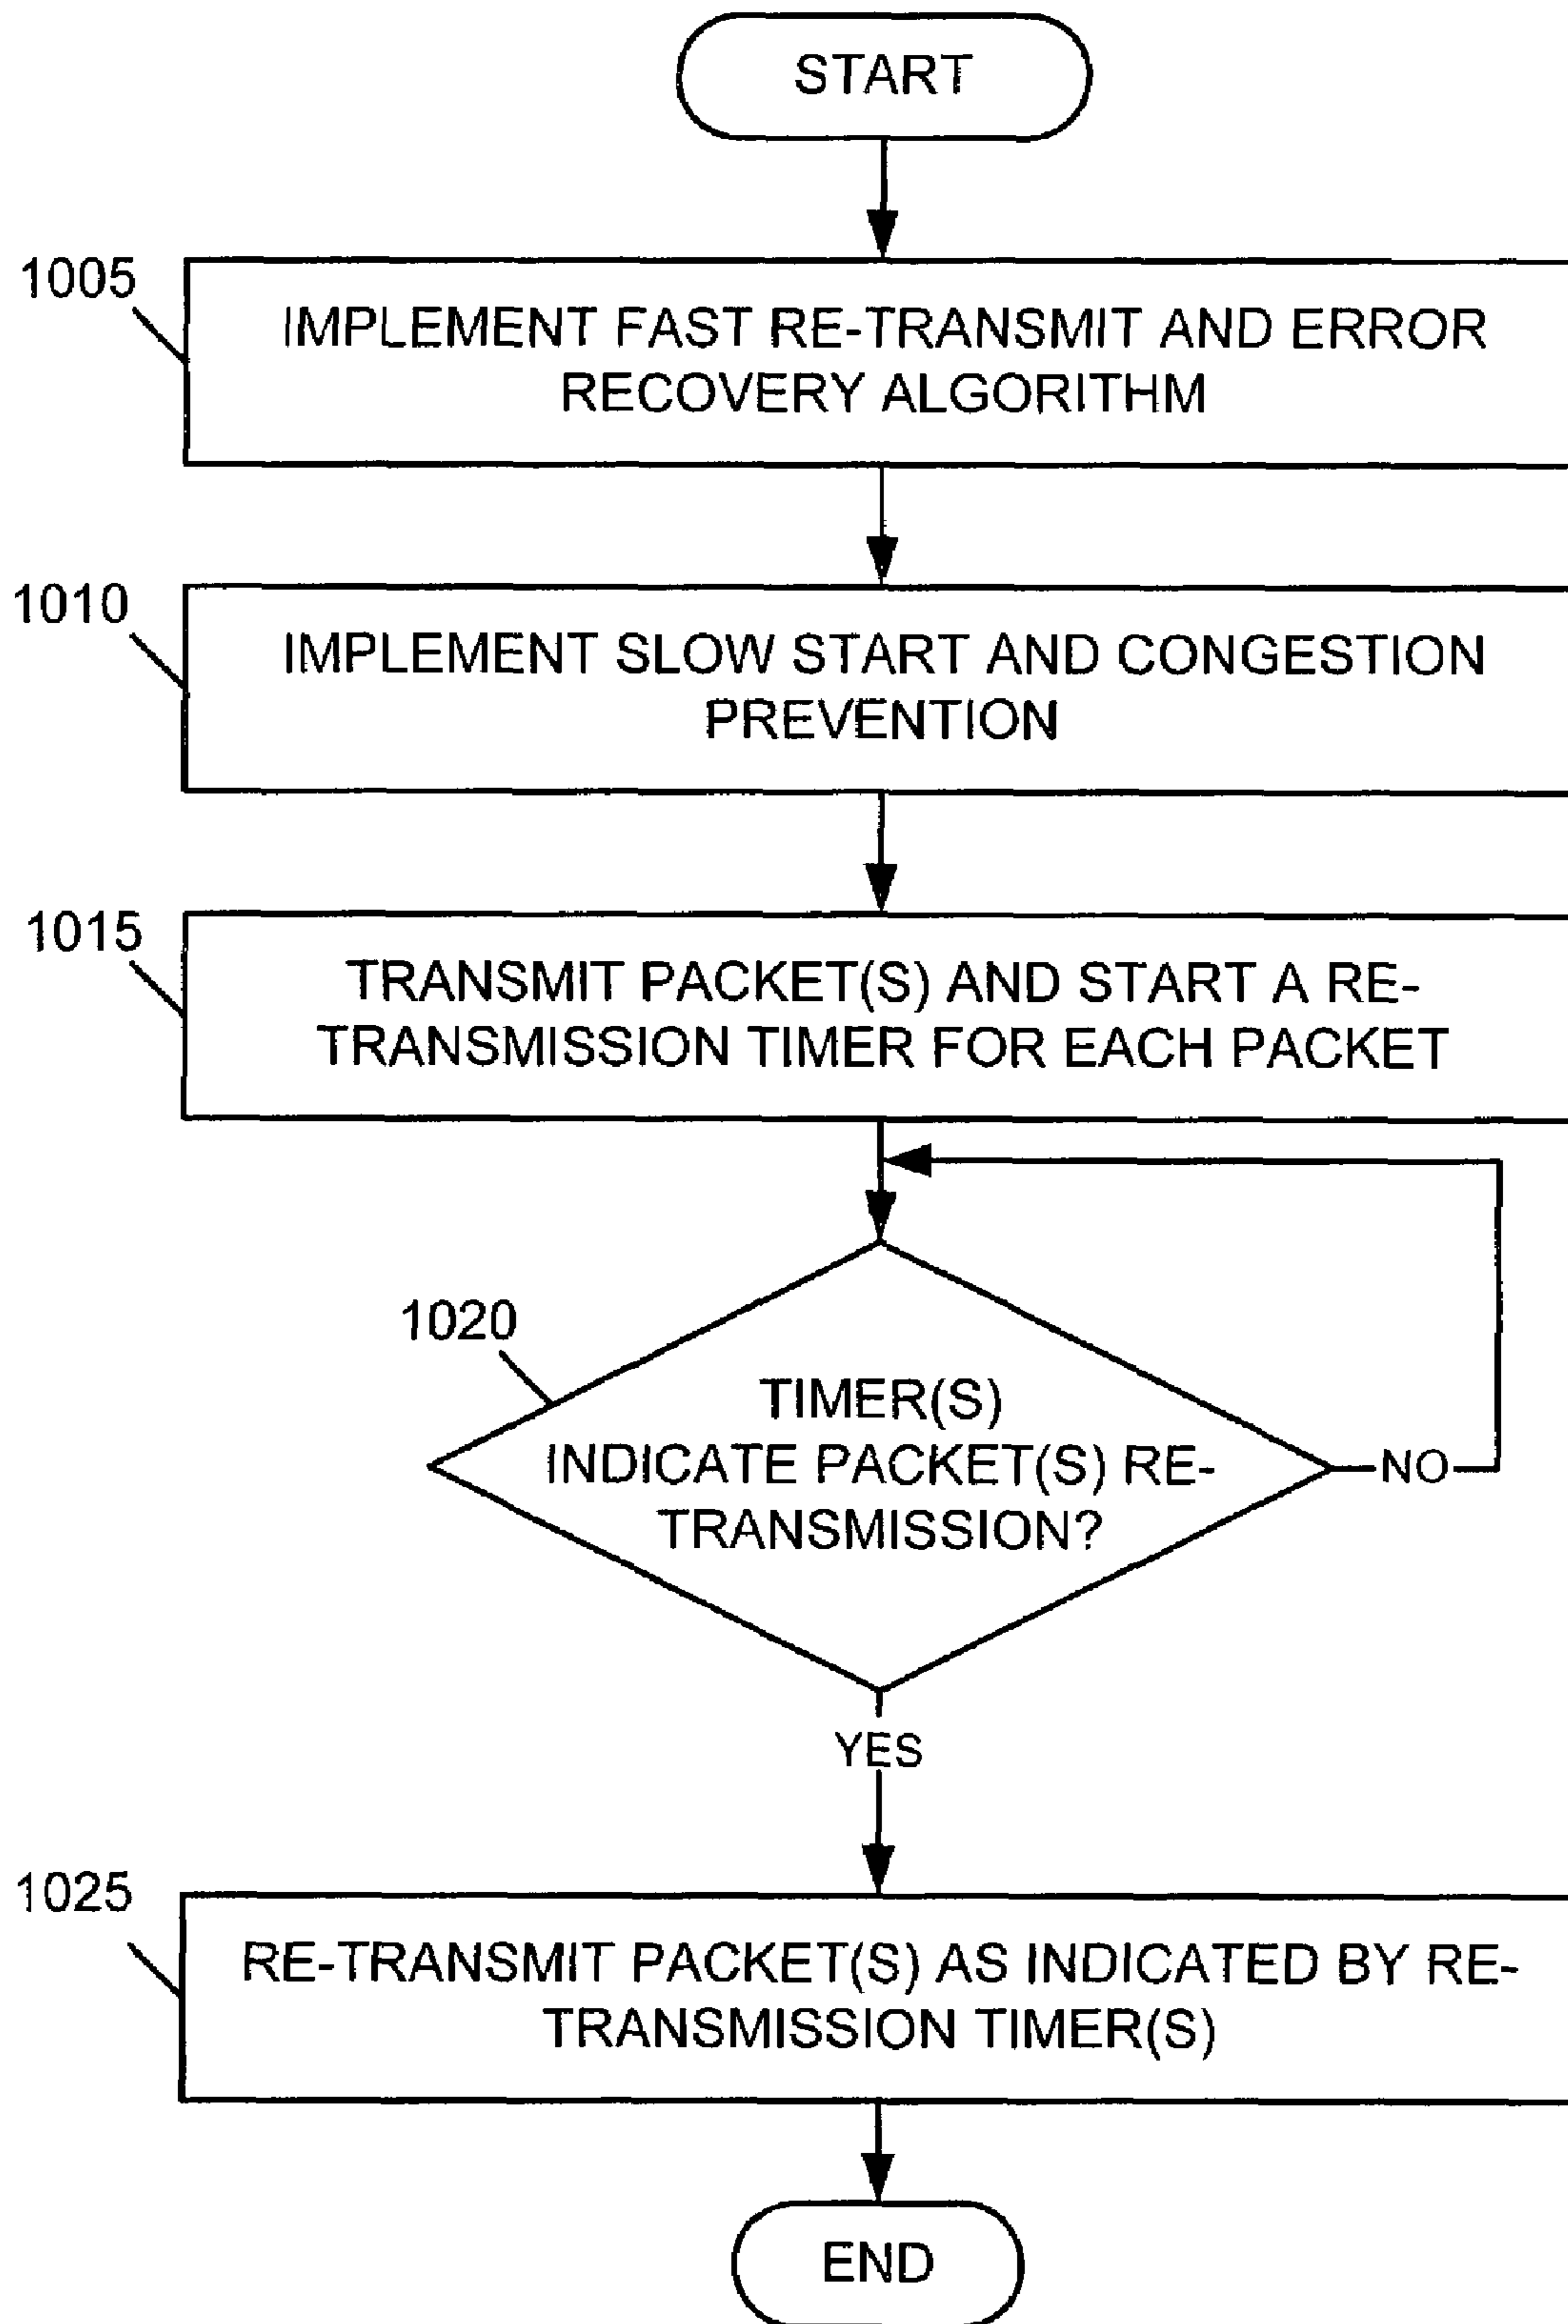 START
1005
IMPLEMENT FAST RE-TRANSMIT AND ERROR
RECOVERY ALGORITHM
1010
IMPLEMENT SLOW START AND CONGESTION
PREVENTION
1015
TRANSMIT PACKET(S) AND START A RE-
TRANSMISSION TIMER FOR EACH PACKET
1020
TIMER(S)
INDICATE PACKET(S) RE-
TRANSMISSION?
NO
YES
1025
RE-TRANSMIT PACKET(S) AS INDICATED BY RE-
TRANSMISSION TIMER(S)
END